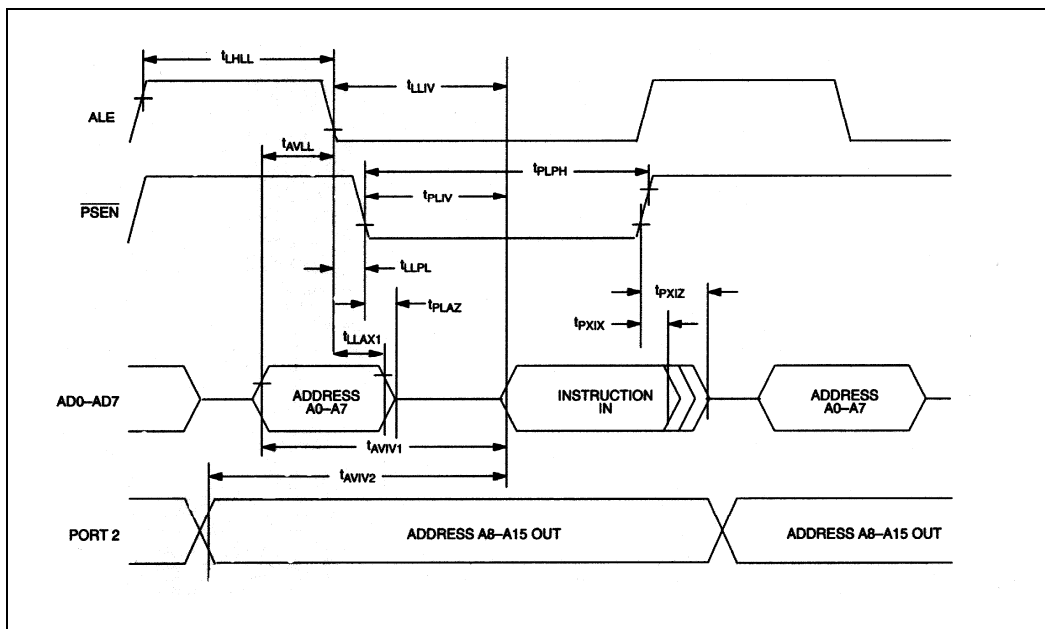 tLHLL
tLLIV
ALE
tAVLL
tPLPH
PSEN
tPLIV
tLLPL
tPXIZ
tPLAZ
tPXIX
tLLAX1
AD0–AD7
ADDRESS
A0–A7
INSTRUCTION
IN
ADDRESS
A0–A7
tAVIV1
tAVIV2
PORT 2
ADDRESS A8–A15 OUT
ADDRESS A8–A15 OUT